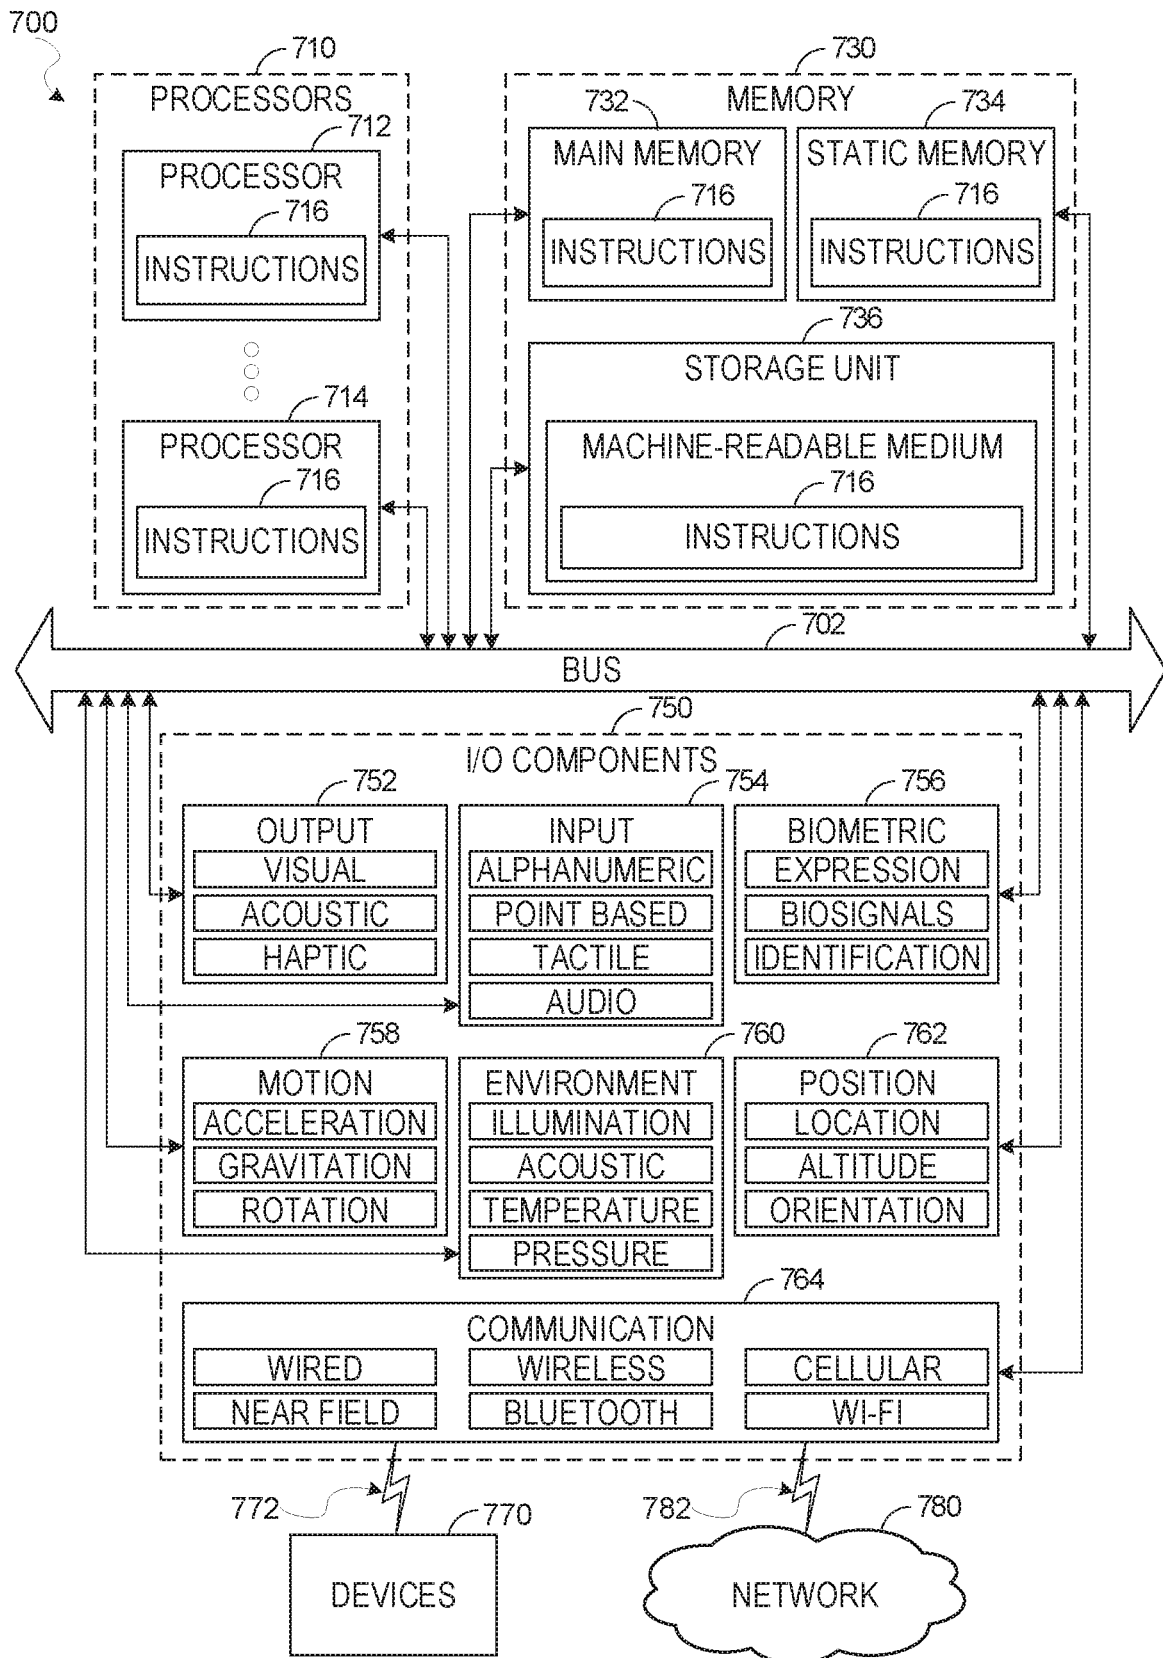 700
710
PROCESSORS
712
PROCESSOR
716
INSTRUCTIONS
714
PROCESSOR
716
INSTRUCTIONS
730
MEMORY
732
MAIN MEMORY
716
INSTRUCTIONS
734
STATIC MEMORY
716
INSTRUCTIONS
736
STORAGE UNIT
MACHINE-READABLE MEDIUM
716
INSTRUCTIONS
702
BUS
750
I/O COMPONENTS
752
OUTPUT
VISUAL
ACOUSTIC
HAPTIC
754
INPUT
ALPHANUMERIC
POINT BASED
TACTILE
AUDIO
756
BIOMETRIC
EXPRESSION
BIOSIGNALS
IDENTIFICATION
758
MOTION
ACCELERATION
GRAVITATION
ROTATION
760
ENVIRONMENT
ILLUMINATION
ACOUSTIC
TEMPERATURE
PRESSURE
762
POSITION
LOCATION
ALTITUDE
ORIENTATION
764
COMMUNICATION
WIRED
WIRELESS
CELLULAR
NEAR FIELD
BLUETOOTH
WI-FI
772
770
DEVICES
782
780
NETWORK